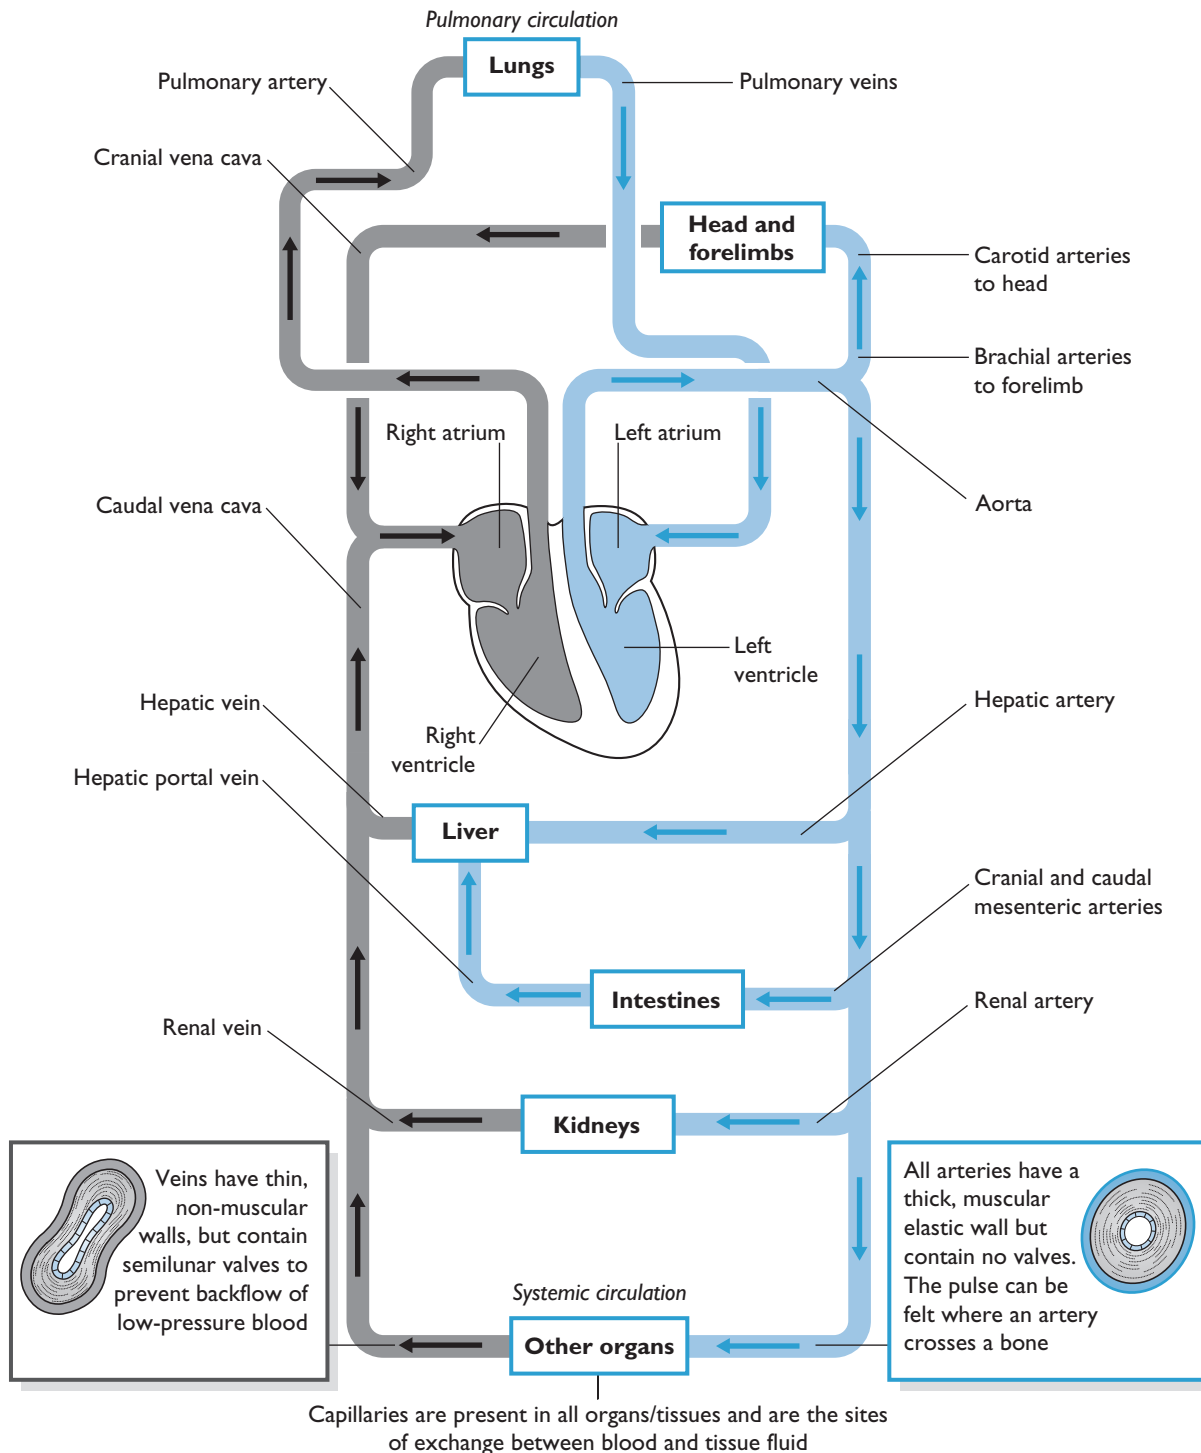 Pulmonary circulation
Lungs
Pulmonary artery
Pulmonary veins
Cranial vena cava
Head and
forelimbs
Carotid arteries
to head
Brachial arteries
to forelimb
Right atrium
Left atrium
Caudal vena cava
Aorta
Left
ventricle
Hepatic vein
Hepatic artery
Right
ventricle
Hepatic portal vein
Liver
Cranial and caudal
mesenteric arteries
Intestines
Renal vein
Renal artery
Kidneys
Veins have thin,
non-muscular
walls, but contain
semilunar valves to
prevent backflow of
low-pressure blood
All arteries have a
thick, muscular
elastic wall but
contain no valves.
The pulse can be
felt where an artery
crosses a bone
Systemic circulation
Other organs
Capillaries are present in all organs/tissues and are the sites
of exchange between blood and tissue fluid